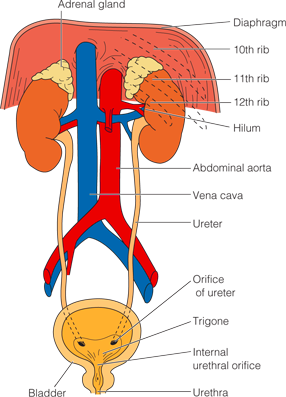 Adrenal gland
Diaphragm
10th rib
11th rib
12th rib
Hilum
Abdominal aorta
Vena cava
Ureter
Orifice
of ureter
Trigone
Internal
urethral orifice
Bladder
Urethra